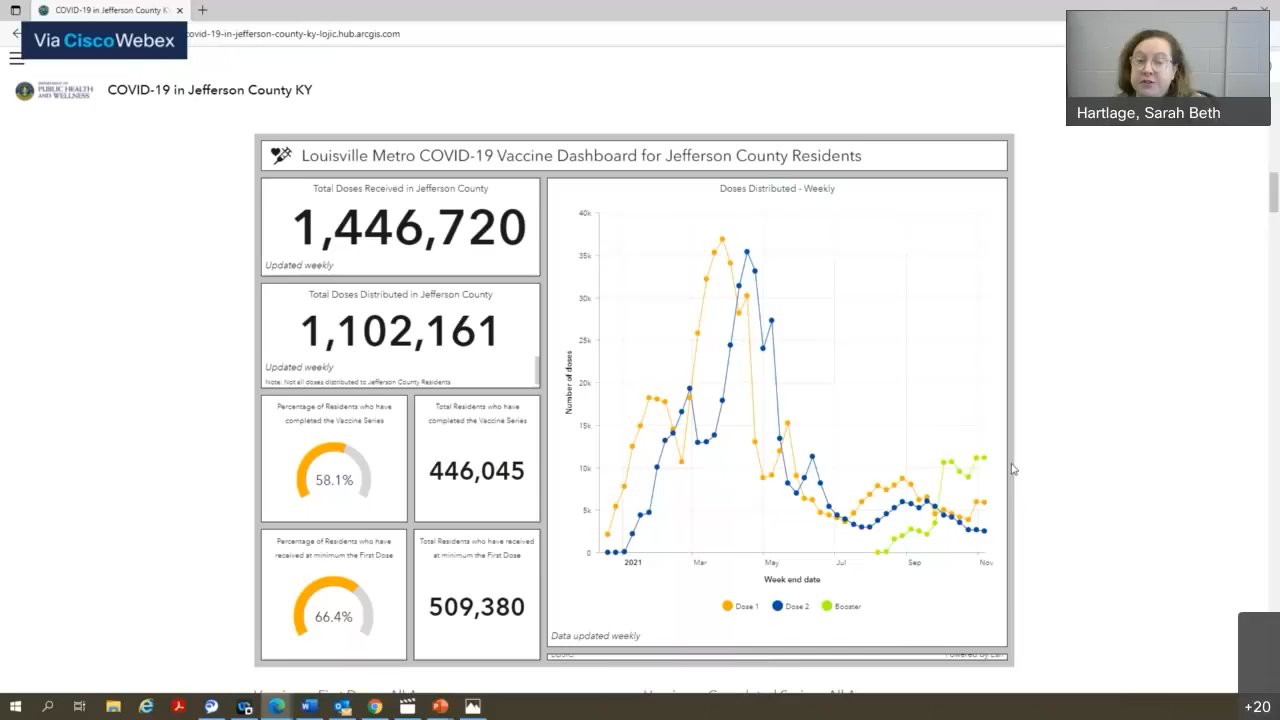 COVID-19 in Jefferson County K
Via CiscoWebex
ovid-19-in-jefferson-county-ky-lojic.hub.arcgis.com
PUBLIC HEALTH
AND WELLNESS
COVID-19 in Jefferson County KY
Hartlage, Sarah Beth
Louisville Metro COVID-19 Vaccine Dashboard for Jefferson County Residents
Total Doses Received in Jefferson County
1,446,720
Updated weekly
Total Doses Distributed in Jefferson County
1,102,161
Updated weekly
Note: Not all doses distributed to Jefferson County Residents
Percentage of Residents who have
completed the Vaccine Series
58.1%
Total Residents who have
completed the Vaccine Series
446,045
Percentage of Residents who have
received at minimum the First Dose
66.4%
Total Residents who have received
at minimum the First Dose
509,380
Doses Distributed - Weekly
40k
35k
30k
25k
20k
15k
10k
5k
0
Number of doses
2021 Mar May Jul Sep Nov
Week end date
Dose 1 Dose 2 Booster
Data updated weekly
+20